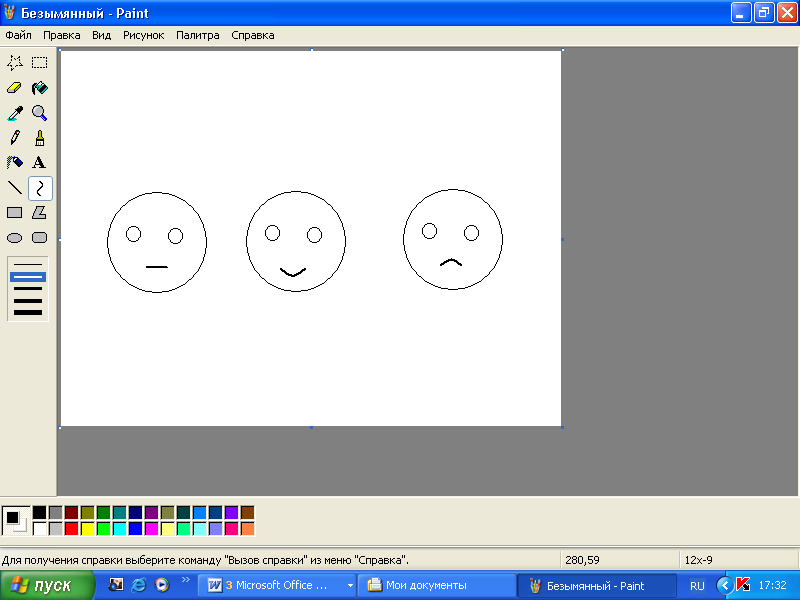 Безымянный - Paint
Файл Правка Вид Рисунок Палитра Справка
A
Для получения справки выберите команду "Вызов справки" из меню "Справка". 280,59 12x-9
пуск » W 3 Microsoft Office ... Мои документы Безымянный - Paint RU K 17:32